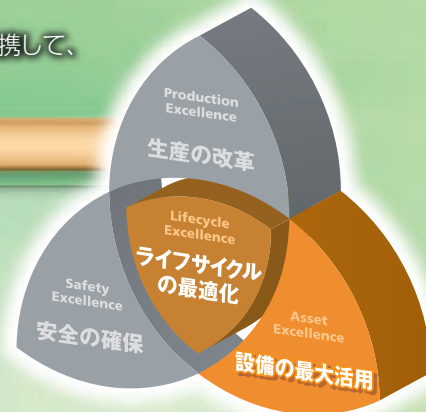 携して、
Production
Excellence
生産の改革
Lifecycle
Excellence
ライフサイクル
の最適化
Safety
Excellence
安全の確保
Asset
Excellence
設備の最大活用